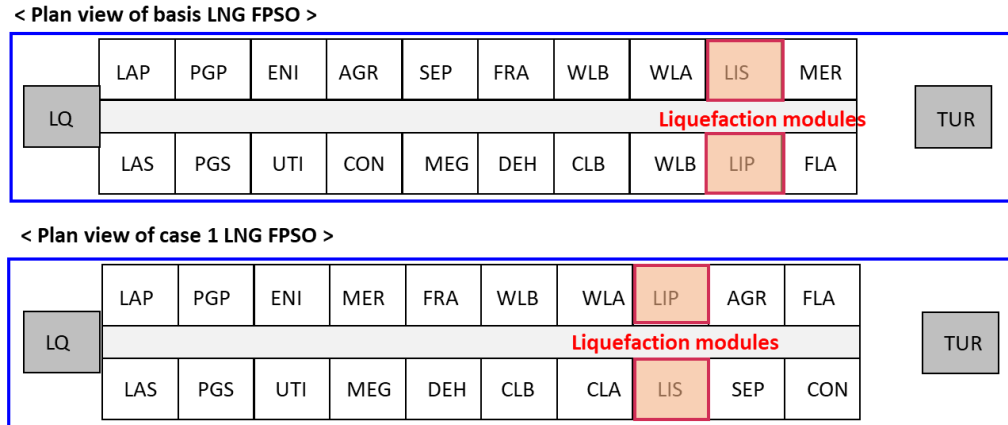 < Plan view of basis LNG FPSO >
LAP PGP ENI AGR SEP FRA WLB WLA LIS MER
LQ Liquefaction modules TUR
LAS PGS UTI CON MEG DEH CLB WLB LIP FLA
< Plan view of case 1 LNG FPSO >
LAP PGP ENI MER FRA WLB WLA LIP AGR FLA
LQ Liquefaction modules TUR
LAS PGS UTI MEG DEH CLB CLA LIS SEP CON